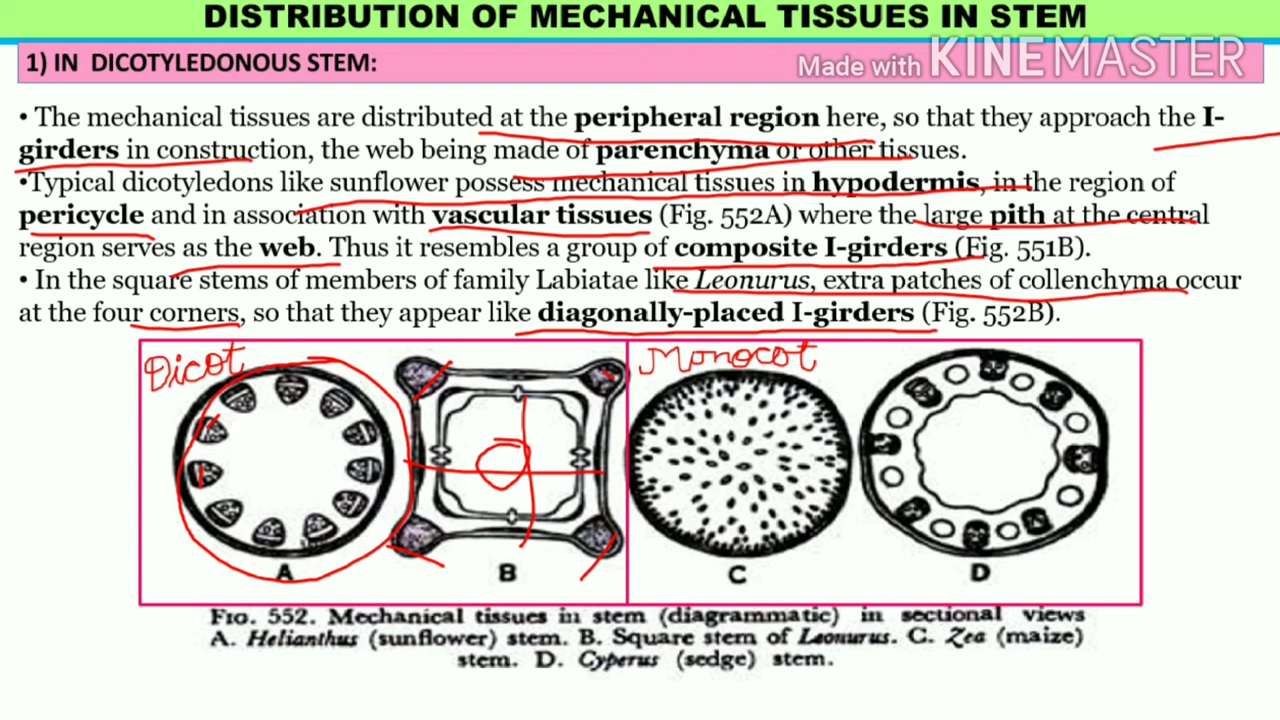 DISTRIBUTION OF MECHANICAL TISSUES IN STEM
1) IN DICOTYLEDONOUS STEM:
Made with KINEMASTER
• The mechanical tissues are distributed at the peripheral region here, so that they approach the I-
girders in construction, the web being made of parenchyma or other tissues.
•Typical dicotyledons like sunflower possess mechanical tissues in hypodermis, in the region of
pericycle and in association with vascular tissues (Fig. 552A) where the large pith at the central
region serves as the web. Thus it resembles a group of composite I-girders (Fig. 551B).
• In the square stems of members of family Labiatae like Leonurus, extra patches of collenchyma occur
at the four corners, so that they appear like diagonally-placed I-girders (Fig. 552B).
Dicot
Monocot
A B C D
FIG. 552. Mechanical tissues in stem (diagrammatic) in sectional views
A. Helianthus (sunflower) stem. B. Square stem of Leonurus. C. Zea (maize)
stem. D. Cyperus (sedge) stem.